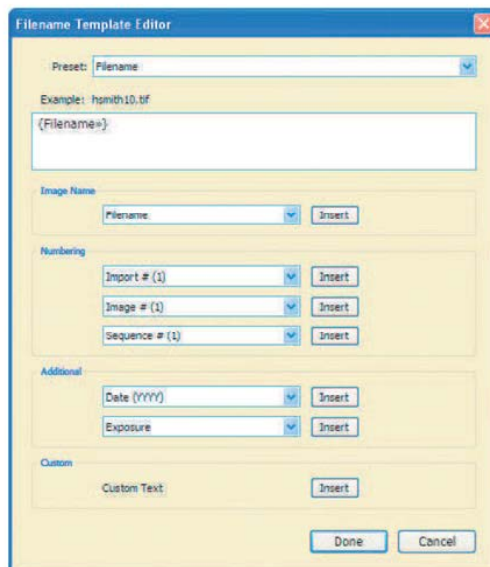 Filename Template Editor
Preset: Filename
Example: hsmith10.tif
{Filename»}
Image Name
Filename Insert
Numbering
Import # (1) Insert
Image # (1) Insert
Sequence # (1) Insert
Additional
Date (YYYY) Insert
Exposure Insert
Custom
Custom Text Insert
Done Cancel